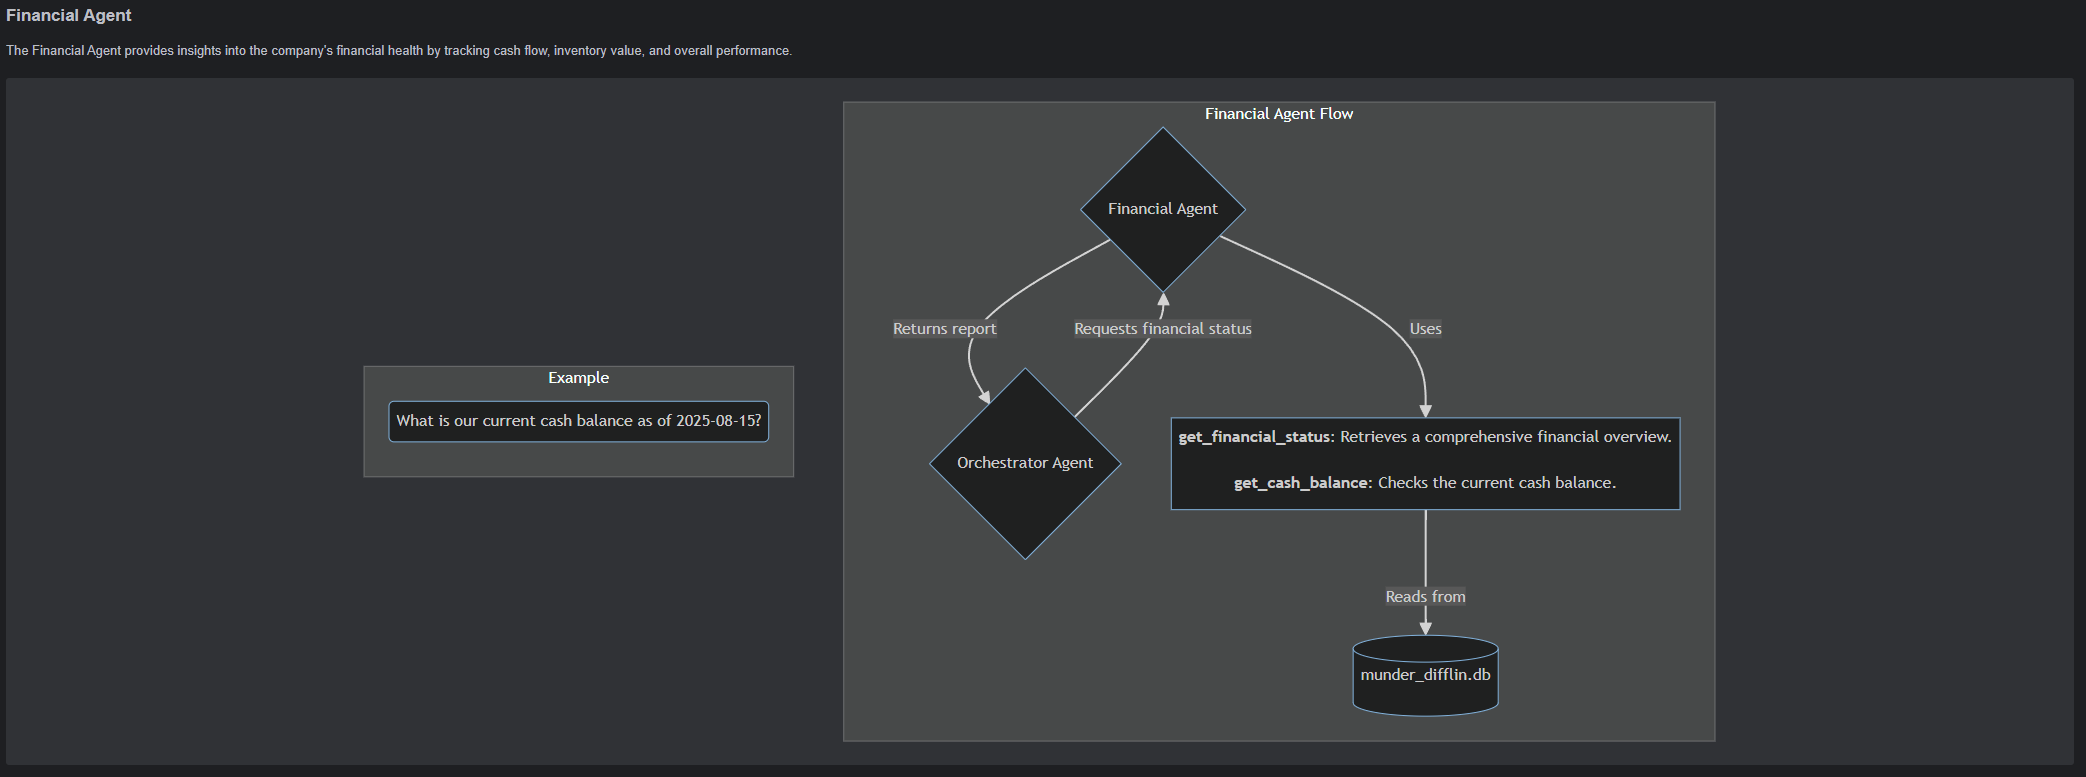 Financial Agent
The Financial Agent provides insights into the company's financial health by tracking cash flow, inventory value, and overall performance.
Example
What is our current cash balance as of 2025-08-15?
Financial Agent Flow
Financial Agent
Returns report
Requests financial status
Uses
Orchestrator Agent
get_financial_status: Retrieves a comprehensive financial overview.
get_cash_balance: Checks the current cash balance.
Reads from
munder_difflin.db